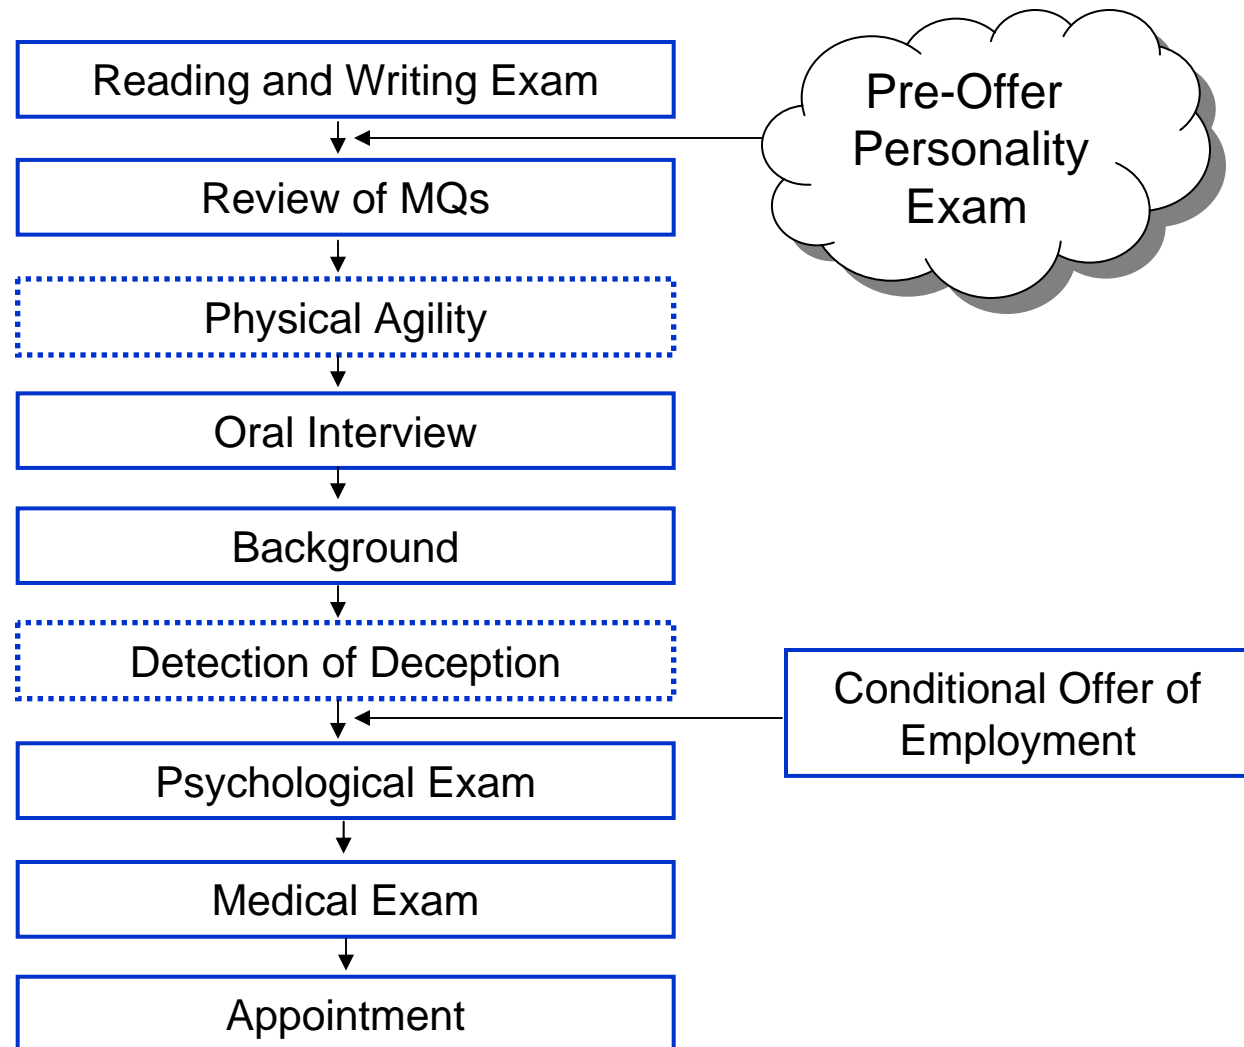 Reading and Writing Exam
Pre-Offer
Personality
Exam
Review of MQs
Physical Agility
Oral Interview
Background
Detection of Deception
Conditional Offer of
Employment
Psychological Exam
Medical Exam
Appointment